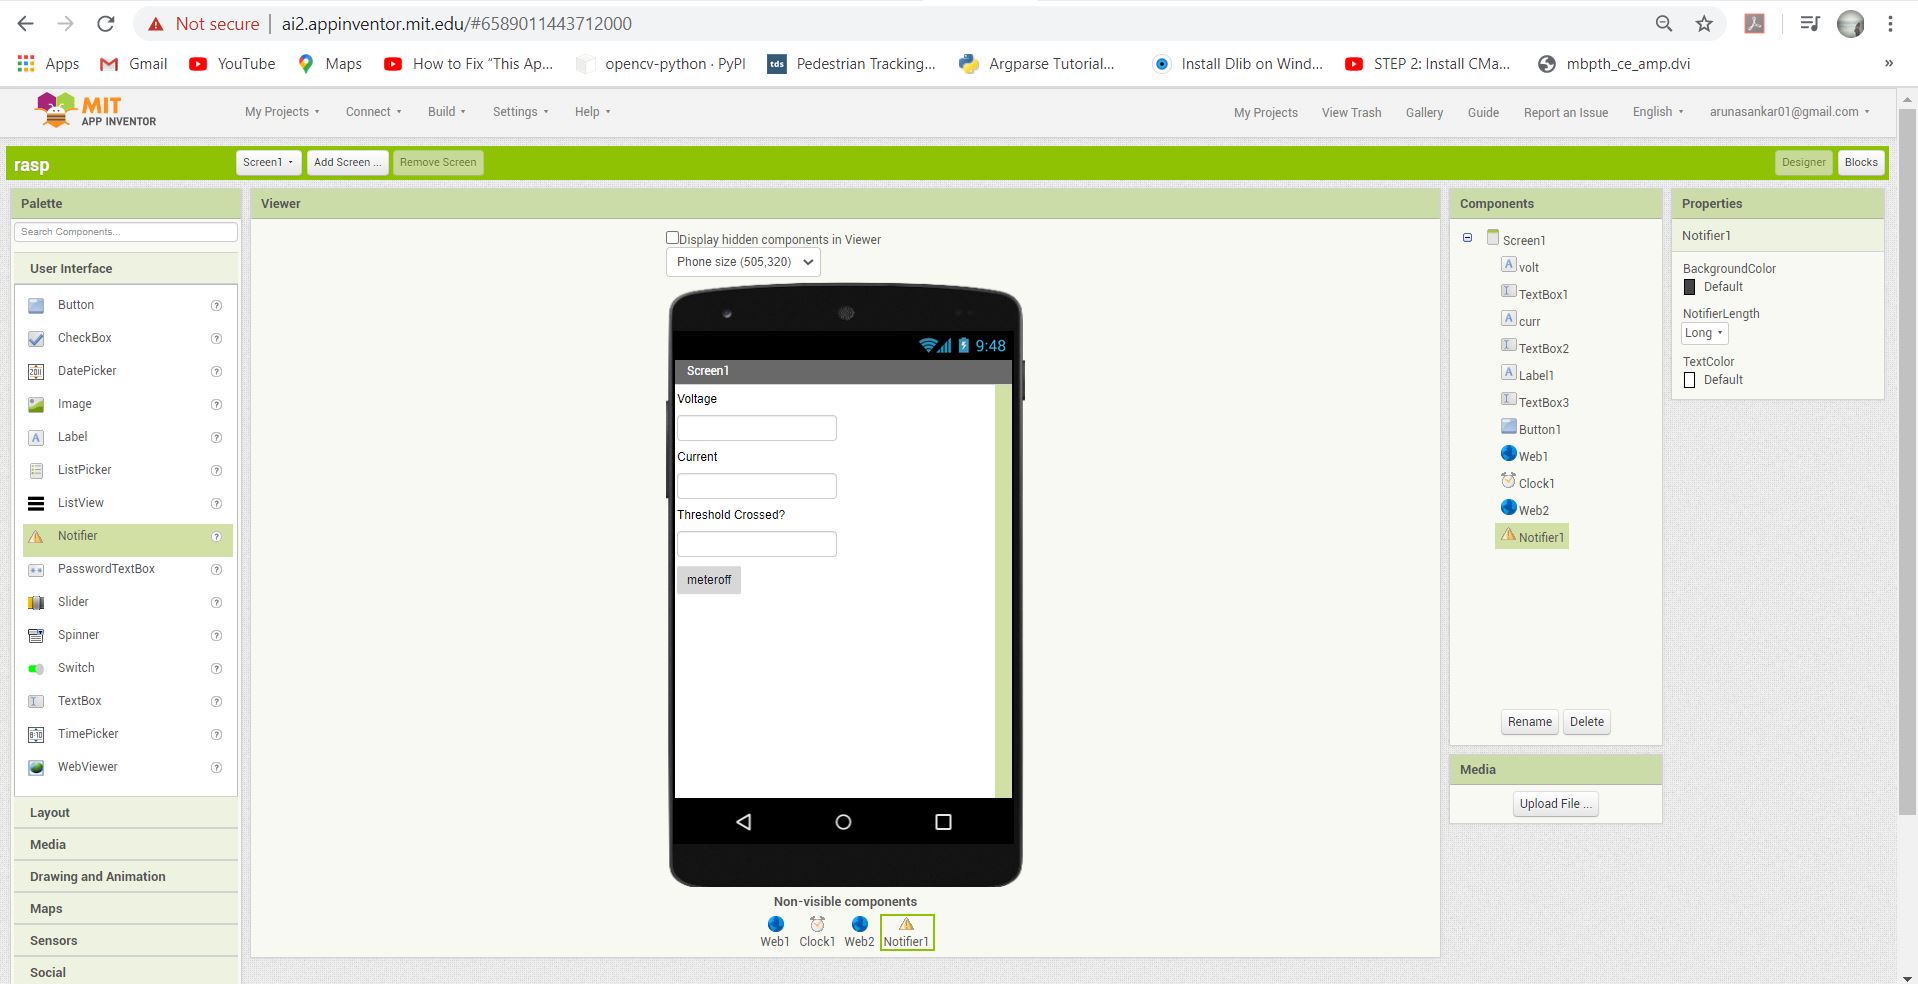 Not secure | ai2.appinventor.mit.edu/#6589011443712000
Apps Gmail YouTube Maps How to Fix “This Ap... opencv-python · PyPI tds Pedestrian Tracking... Argparse Tutorial... Install Dlib on Wind... STEP 2: Install CMa... mbpth_ce_amp.dvi »
MIT
APP INVENTOR
My Projects Connect Build Settings Help My Projects View Trash Gallery Guide Report an Issue English arunasankar01@gmail.com
rasp Screen1 Add Screen ... Remove Screen Designer Blocks
Palette
Search Components...
User Interface
Button ?
CheckBox ?
2011 DatePicker ?
Image ?
A Label ?
ListPicker ?
ListView ?
Notifier ?
PasswordTextBox ?
Slider ?
Spinner ?
Switch ?
TextBox ?
8:10 TimePicker ?
WebViewer ?
Layout
Media
Drawing and Animation
Maps
Sensors
Social
Viewer
Display hidden components in Viewer
Phone size (505,320)
9:48
Screen1
Voltage
Current
Threshold Crossed?
meteroff
Non-visible components
Web1 Clock1 Web2 Notifier1
Components
Screen1
A volt
TextBox1
A curr
TextBox2
A Label1
TextBox3
Button1
Web1
Clock1
Web2
Notifier1
Rename Delete
Media
Upload File ...
Properties
Notifier1
BackgroundColor
Default
NotifierLength
Long
TextColor
Default